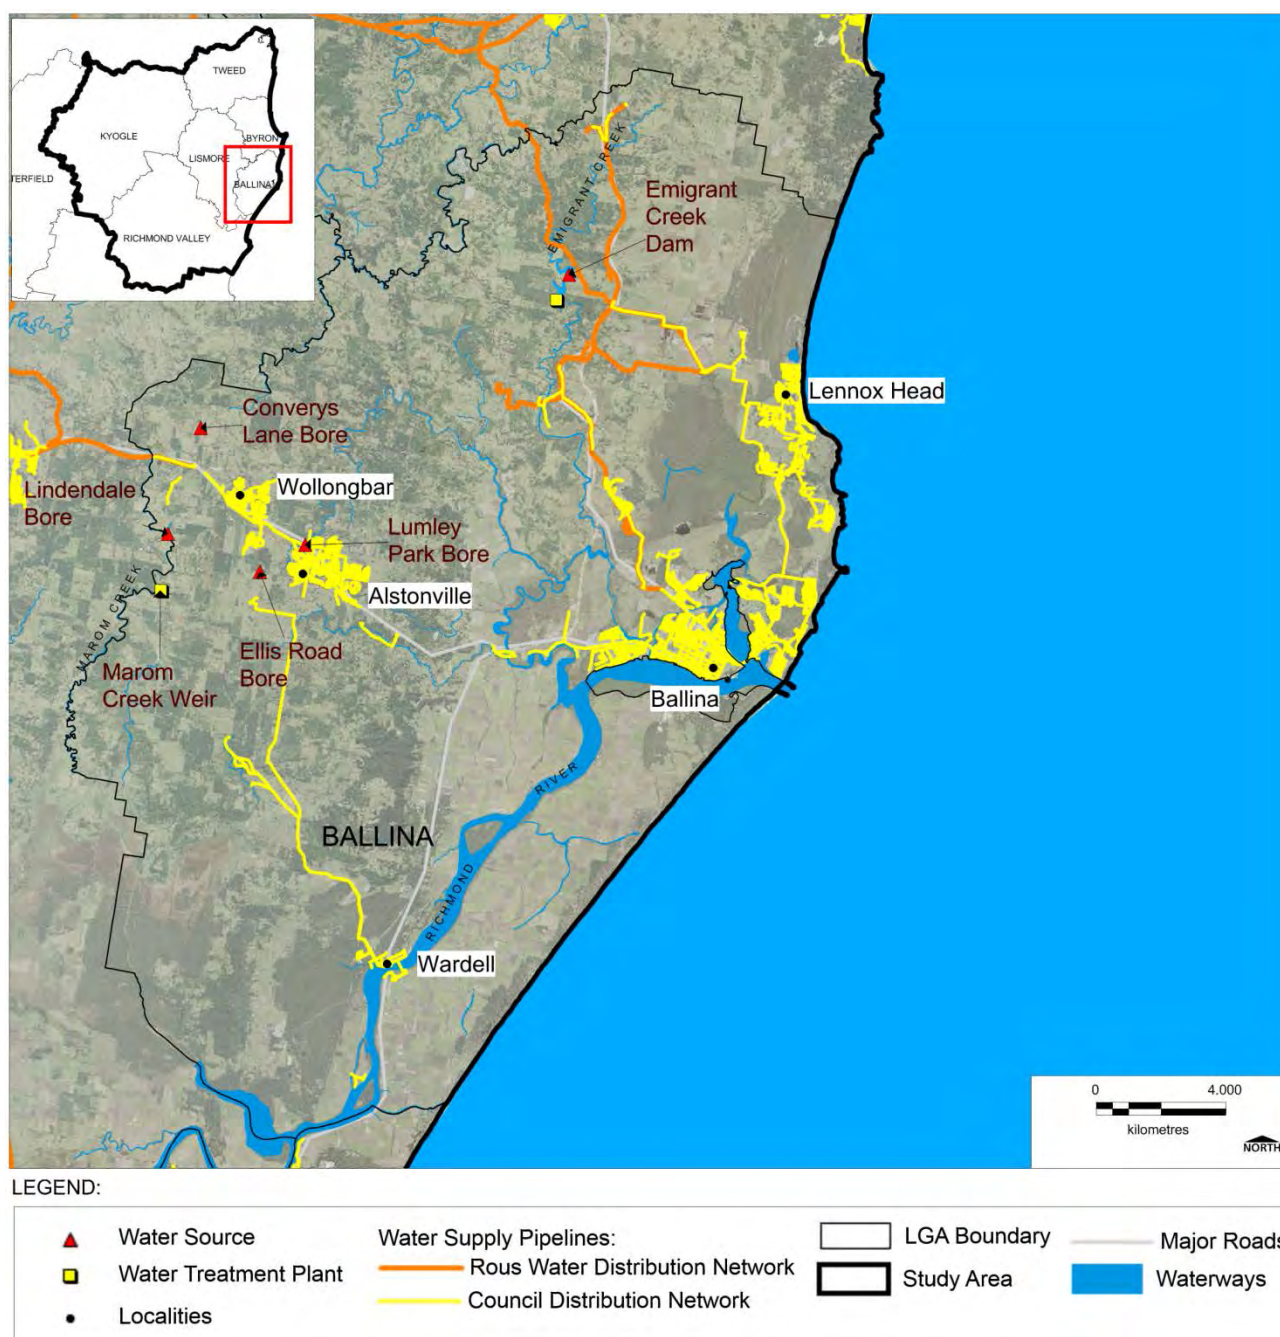 TWEED
KYOGLE
BYRON
LISMORE
TERFIELD
BALLINA
RICHMOND VALLEY
EMIGRANT CREEK
Emigrant
Creek
Dam
Lennox Head
Converys
Lane Bore
Wollongbar
Lindendale
Bore
Lumley
Park Bore
Alstonville
MAROM CREEK
Ellis Road
Bore
Marom
Creek Weir
Ballina
RICHMOND RIVER
BALLINA
Wardell
0 4.000
kilometres
NORTH
LEGEND:
Water Source
Water Treatment Plant
Localities
Water Supply Pipelines:
Rous Water Distribution Network
Council Distribution Network
LGA Boundary
Study Area
Major Roads
Waterways